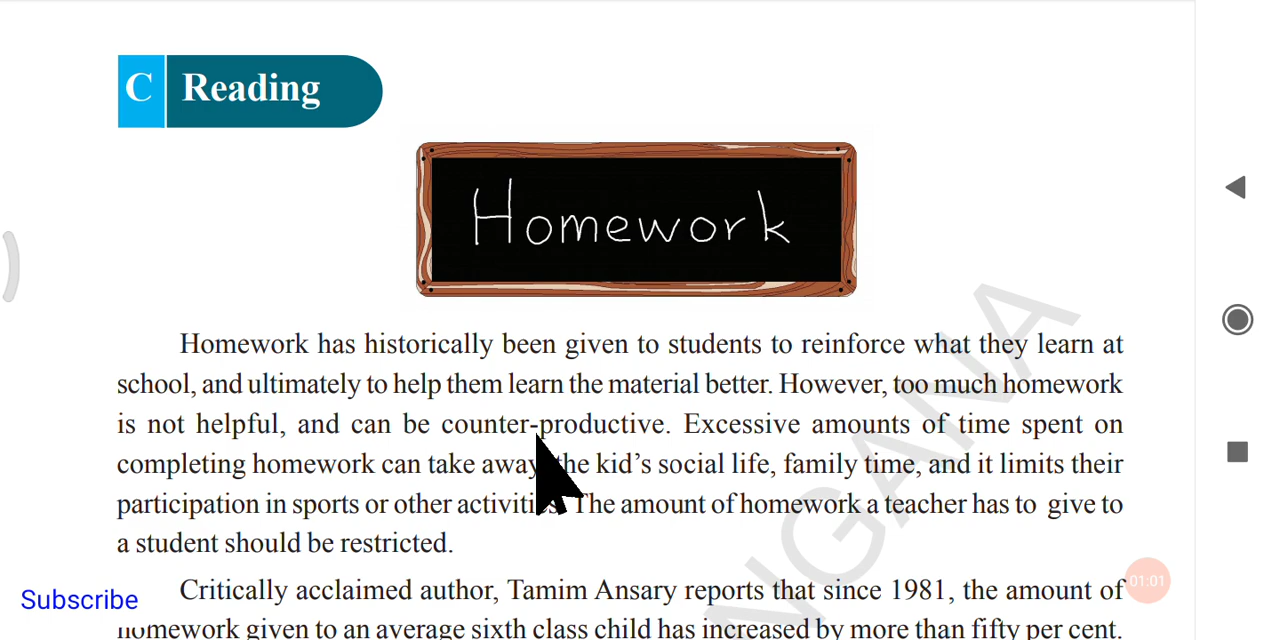 C Reading
Homework
Homework has historically been given to students to reinforce what they learn at
school, and ultimately to help them learn the material better. However, too much homework
is not helpful, and can be counter-productive. Excessive amounts of time spent on
completing homework can take away the kid's social life, family time, and it limits their
participation in sports or other activities. The amount of homework a teacher has to give to
a student should be restricted.
Critically acclaimed author, Tamim Ansary reports that since 1981, the amount of
homework given to an average sixth class child has increased by more than fifty per cent.
Subscribe
01:01